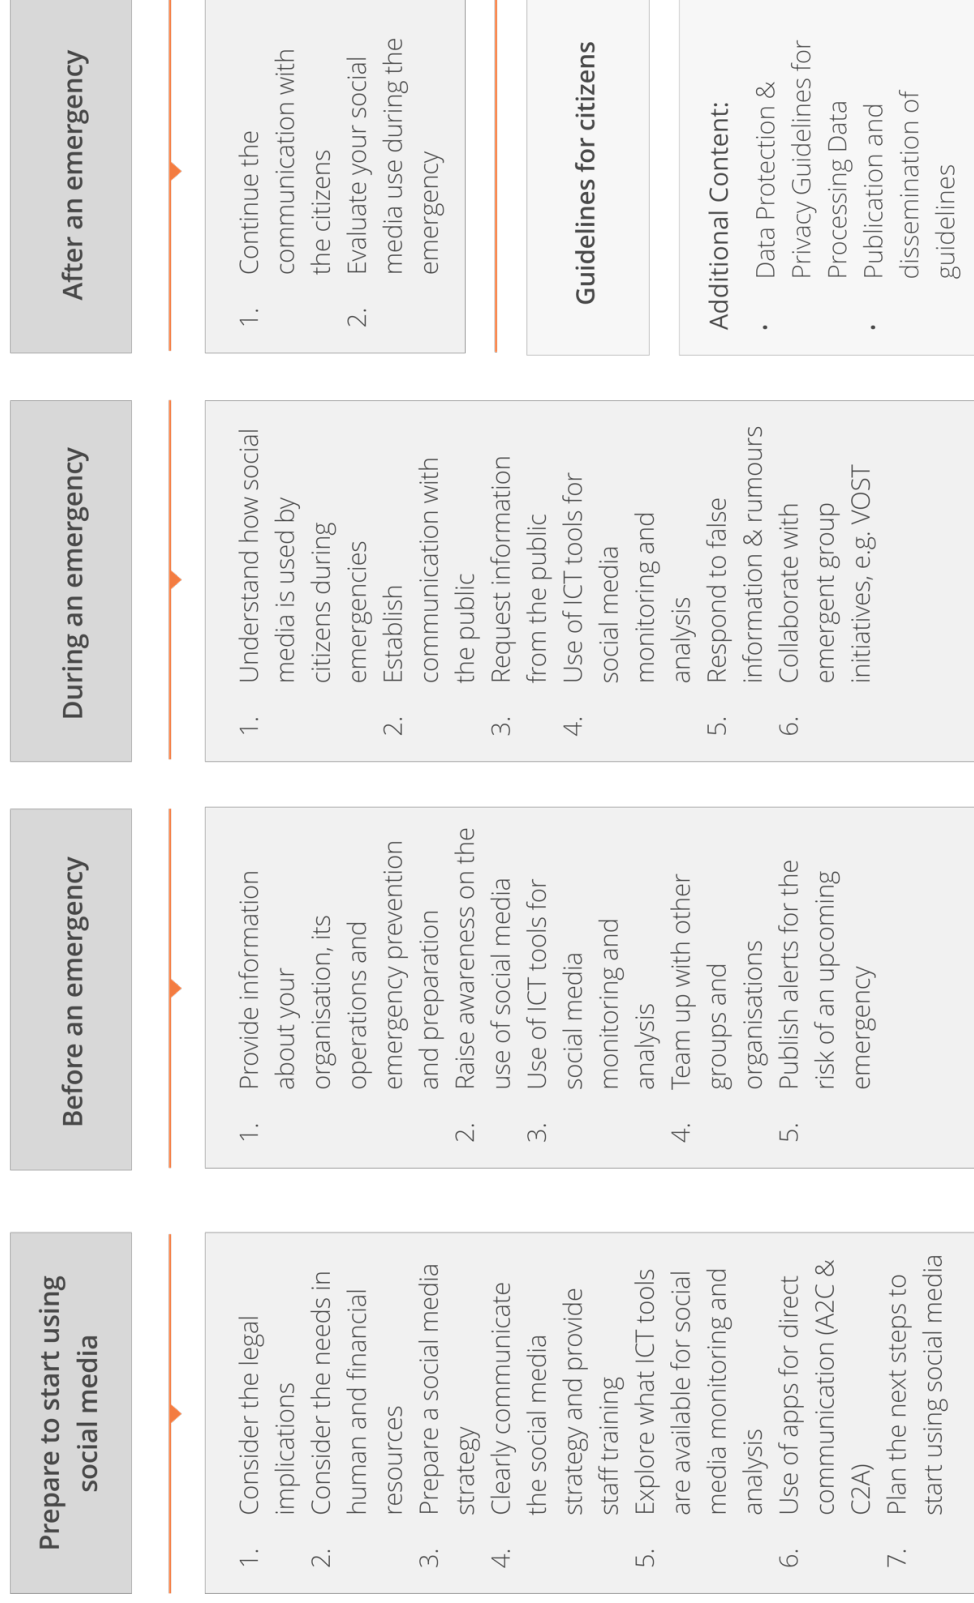 Prepare to start using
social media
1. Consider the legal
implications
2. Consider the needs in
human and financial
resources
3. Prepare a social media
strategy
4. Clearly communicate
the social media
strategy and provide
staff training
5. Explore what ICT tools
are available for social
media monitoring and
analysis
6. Use of apps for direct
communication (A2C &
C2A)
7. Plan the next steps to
start using social media
Before an emergency
1. Provide information
about your
organisation, its
operations and
emergency prevention
and preparation
2. Raise awareness on the
use of social media
3. Use of ICT tools for
social media
monitoring and
analysis
4. Team up with other
groups and
organisations
5. Publish alerts for the
risk of an upcoming
emergency
During an emergency
1. Understand how social
media is used by
citizens during
emergencies
2. Establish
communication with
the public
3. Request information
from the public
4. Use of ICT tools for
social media
monitoring and
analysis
5. Respond to false
information & rumours
6. Collaborate with
emergent group
initiatives, e.g. VOST
After an emergency
1. Continue the
communication with
the citizens
2. Evaluate your social
media use during the
emergency
Guidelines for citizens
Additional Content:
• Data Protection &
Privacy Guidelines for
Processing Data
• Publication and
dissemination of
guidelines